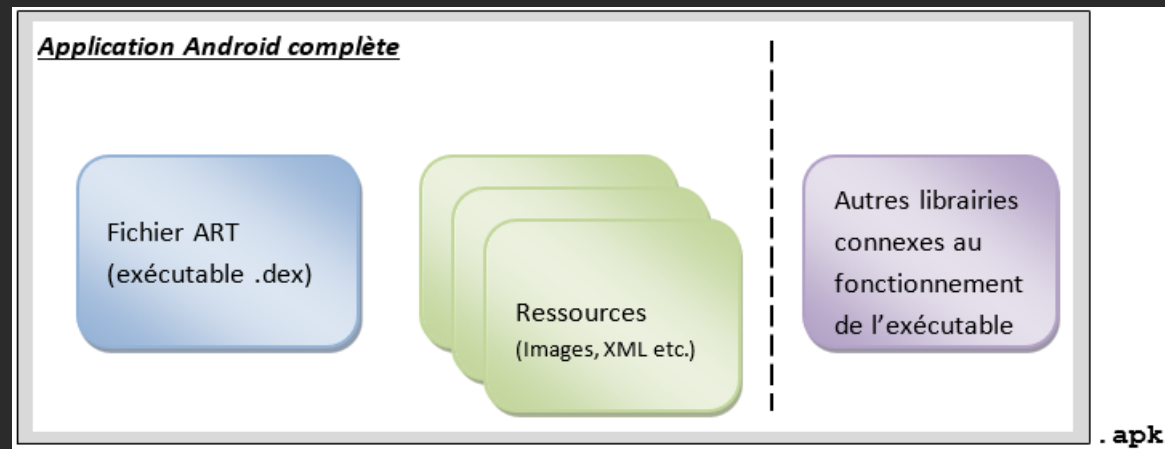 Application Android complète
Fichier ART
(exécutable .dex)
Ressources
(Images, XML etc.)
Autres librairies
connexes au
fonctionnement
de l’exécutable
.apk